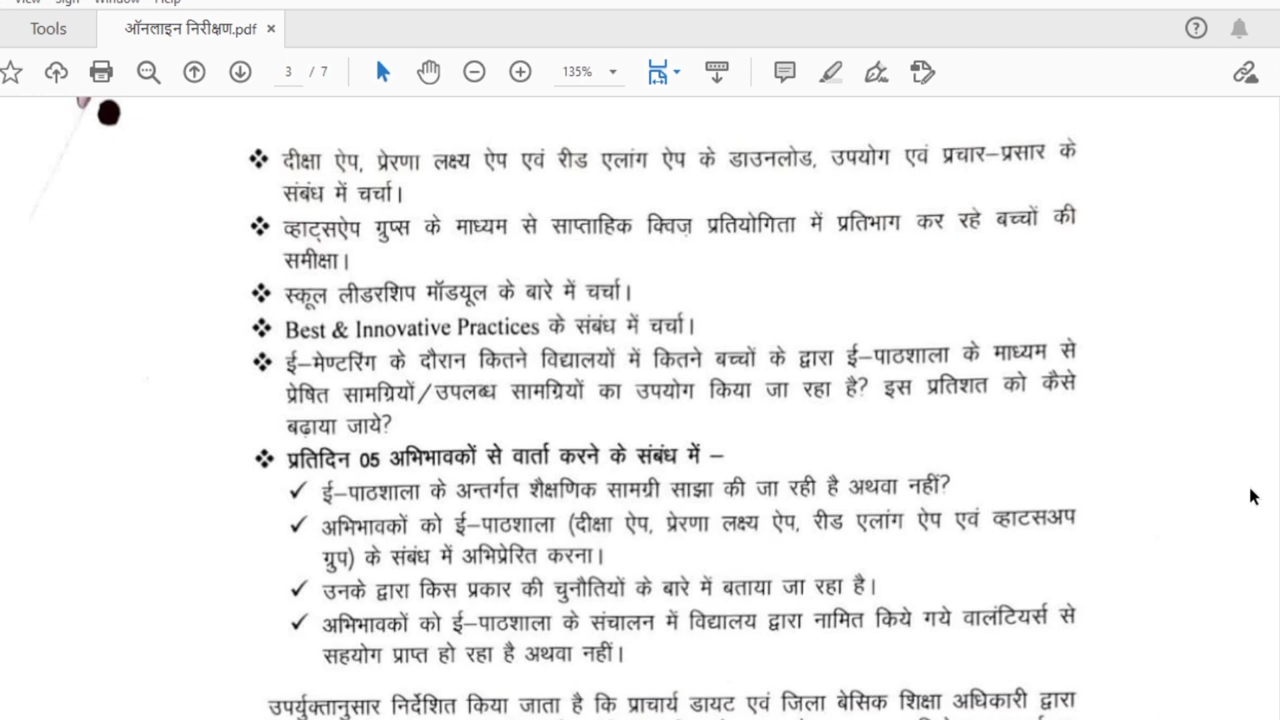 View Sign Window Help
Tools ऑनलाइन निरीक्षण.pdf ×
3 / 7 135%
❖ दीक्षा ऐप, प्रेरणा लक्ष्य ऐप एवं रीड एलांग ऐप के डाउनलोड, उपयोग एवं प्रचार–प्रसार के
संबंध में चर्चा।
❖ व्हाट्सऐप ग्रुप्स के माध्यम से साप्ताहिक क्विज़ प्रतियोगिता में प्रतिभाग कर रहे बच्चों की
समीक्षा।
❖ स्कूल लीडरशिप मॉडयूल के बारे में चर्चा।
❖ Best & Innovative Practices के संबंध में चर्चा।
❖ ई–मेण्टरिंग के दौरान कितने विद्यालयों में कितने बच्चों के द्वारा ई–पाठशाला के माध्यम से
प्रेषित सामग्रियों/उपलब्ध सामग्रियों का उपयोग किया जा रहा है? इस प्रतिशत को कैसे
बढ़ाया जाये?
❖ प्रतिदिन 05 अभिभावकों से वार्ता करने के संबंध में –
✓ ई–पाठशाला के अन्तर्गत शैक्षणिक सामग्री साझा की जा रही है अथवा नहीं?
✓ अभिभावकों को ई–पाठशाला (दीक्षा ऐप, प्रेरणा लक्ष्य ऐप, रीड एलांग ऐप एवं व्हाटसअप
ग्रुप) के संबंध में अभिप्रेरित करना।
✓ उनके द्वारा किस प्रकार की चुनौतियों के बारे में बताया जा रहा है।
✓ अभिभावकों को ई–पाठशाला के संचालन में विद्यालय द्वारा नामित किये गये वालंटियर्स से
सहयोग प्राप्त हो रहा है अथवा नहीं।
उपर्युक्तानुसार निर्देशित किया जाता है कि प्राचार्य डायट एवं जिला बेसिक शिक्षा अधिकारी द्वारा